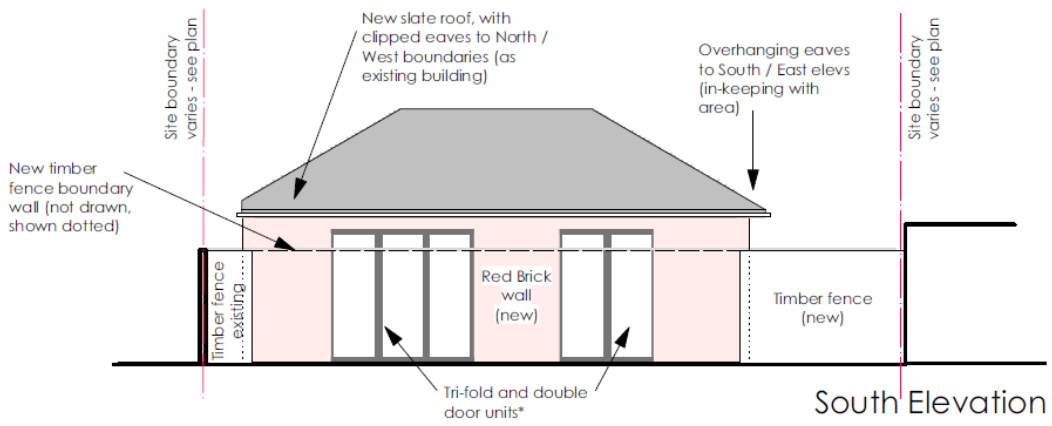 New slate roof, with
clipped eaves to North /
West boundaries (as
existing building)
Site boundary
varies - see plan
Overhanging eaves
to South / East elevs
(in-keeping with
area)
Site boundary
varies - see plan
New timber
fence boundary
wall (not drawn,
shown dotted)
Timber fence
existing
Red Brick
wall
(new)
Timber fence
(new)
Tri-fold and double
door units*
South Elevation